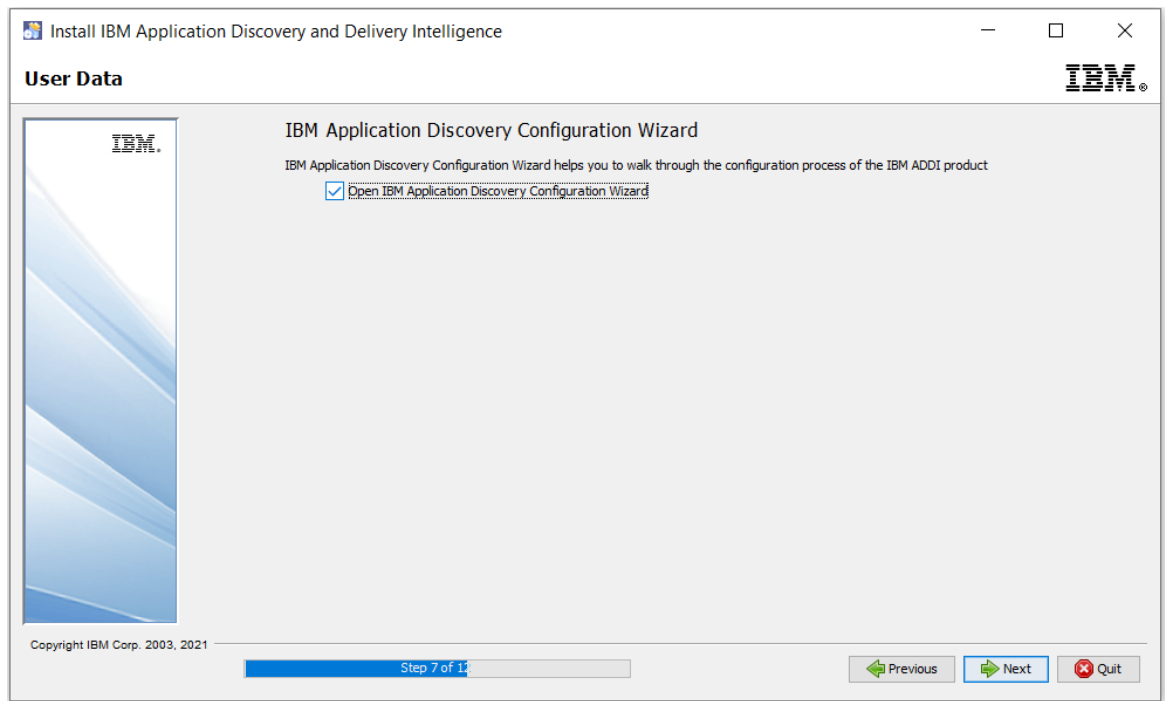 Install IBM Application Discovery and Delivery Intelligence
User Data
IBM®
IBM.
IBM Application Discovery Configuration Wizard
IBM Application Discovery Configuration Wizard helps you to walk through the configuration process of the IBM ADDI product
Open IBM Application Discovery Configuration Wizard
Copyright IBM Corp. 2003, 2021
Step 7 of 12
Previous
Next
Quit